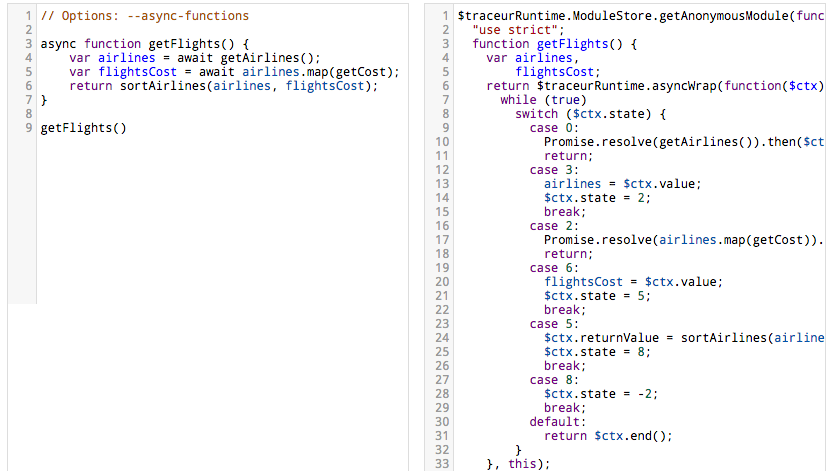 1 // Options: --async-functions
2
3 async function getFlights() {
4     var airlines = await getAirlines();
5     var flightsCost = await airlines.map(getCost);
6     return sortAirlines(airlines, flightsCost);
7 }
8
9 getFlights()
1 $traceurRuntime.ModuleStore.getAnonymousModule(func
2   "use strict";
3   function getFlights() {
4     var airlines,
5         flightsCost;
6     return $traceurRuntime.asyncWrap(function($ctx)
7       while (true)
8         switch ($ctx.state) {
9           case 0:
10             Promise.resolve(getAirlines()).then($ct
11             return;
12           case 3:
13             airlines = $ctx.value;
14             $ctx.state = 2;
15             break;
16           case 2:
17             Promise.resolve(airlines.map(getCost)).
18             return;
19           case 6:
20             flightsCost = $ctx.value;
21             $ctx.state = 5;
22             break;
23           case 5:
24             $ctx.returnValue = sortAirlines(airline
25             $ctx.state = 8;
26             break;
27           case 8:
28             $ctx.state = -2;
29             break;
30           default:
31             return $ctx.end();
32         }
33     }, this);